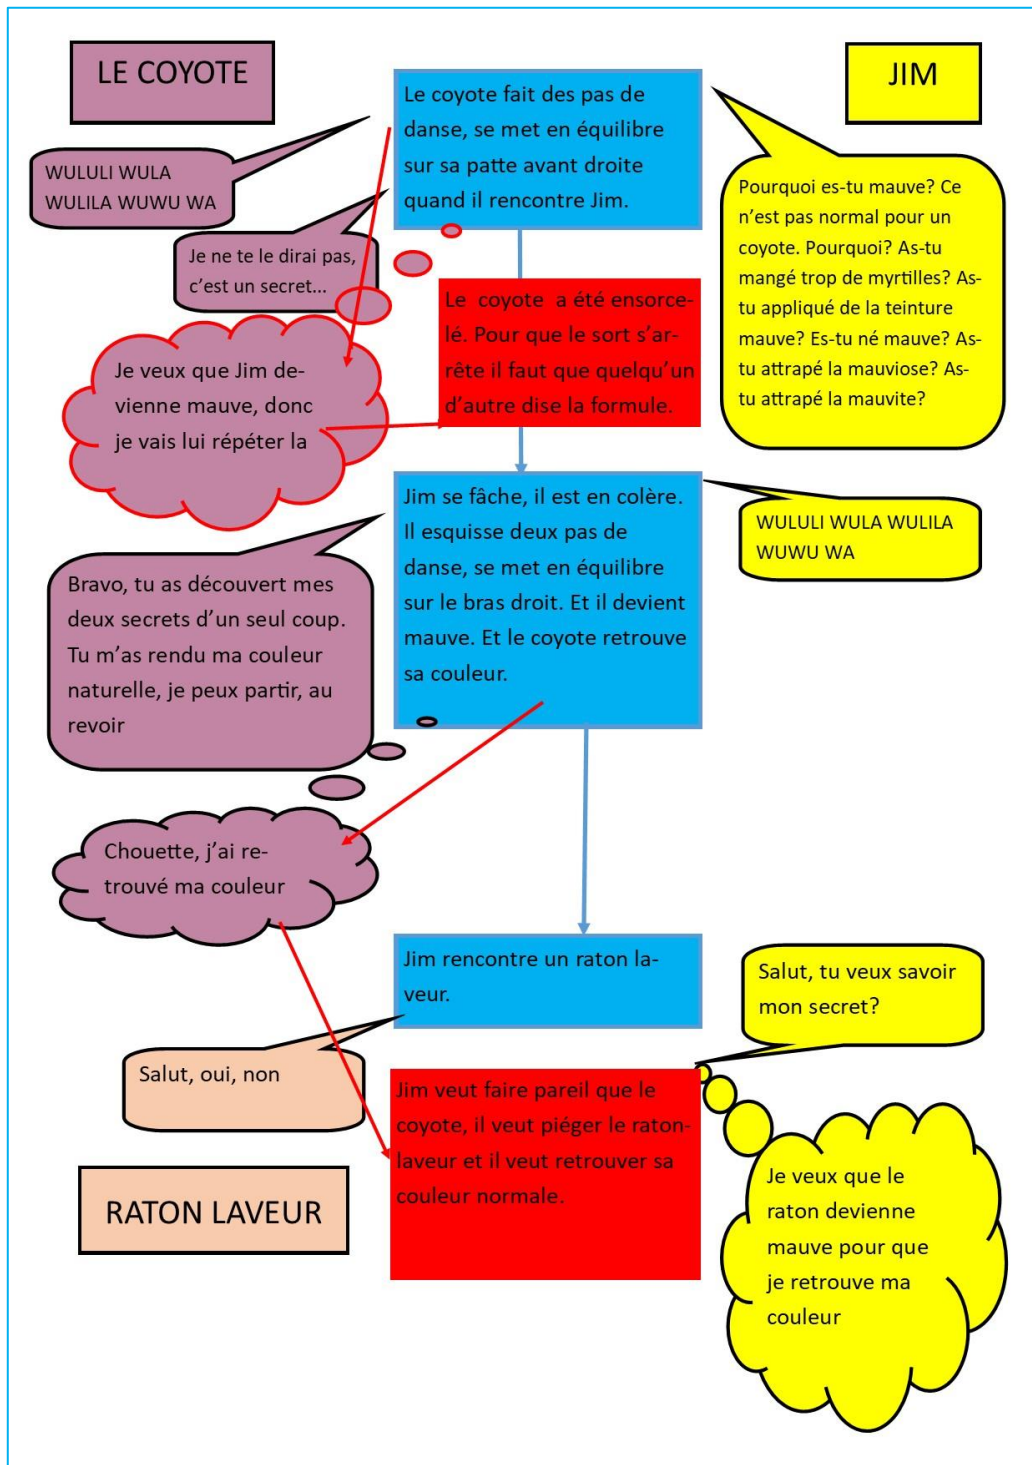 LE COYOTE
JIM
Le coyote fait des pas de
danse, se met en équilibre
sur sa patte avant droite
quand il rencontre Jim.
WULULI WULA
WULILA WUWU WA
Pourquoi es-tu mauve? Ce
n'est pas normal pour un
coyote. Pourquoi? As-tu
mangé trop de myrtilles? As-
tu appliqué de la teinture
mauve? Es-tu né mauve? As-
tu attrapé la mauviose? As-
tu attrapé la mauvite?
Je ne te le dirai pas,
c'est un secret...
Le coyote a été ensorce-
lé. Pour que le sort s'ar-
rête il faut que quelqu'un
d'autre dise la formule.
Je veux que Jim de-
vienne mauve, donc
je vais lui répéter la
Jim se fâche, il est en colère.
Il esquisse deux pas de
danse, se met en équilibre
sur le bras droit. Et il devient
mauve. Et le coyote retrouve
sa couleur.
WULULI WULA WULILA
WUWU WA
Bravo, tu as découvert mes
deux secrets d'un seul coup.
Tu m'as rendu ma couleur
naturelle, je peux partir, au
revoir
Chouette, j'ai re-
trouvé ma couleur
Jim rencontre un raton la-
veur.
Salut, tu veux savoir
mon secret?
Salut, oui, non
Jim veut faire pareil que le
coyote, il veut piéger le raton-
laveur et il veut retrouver sa
couleur normale.
Je veux que le
raton devienne
mauve pour que
je retrouve ma
couleur
RATON LAVEUR